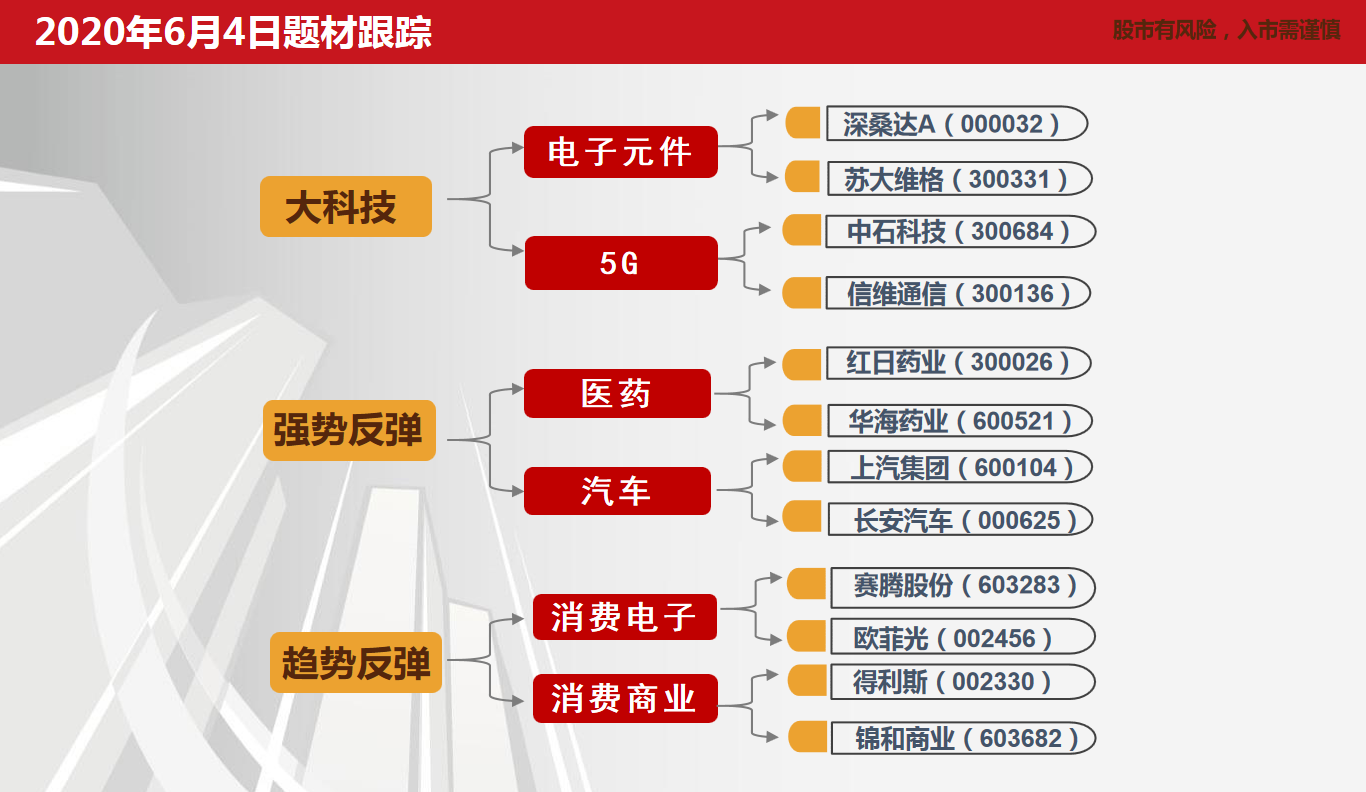 2020年6月4日题材跟踪
股市有风险，入市需谨慎
大科技
电子元件
深桑达A（000032）
苏大维格（300331）
5G
中石科技（300684）
信维通信（300136）
强势反弹
医药
红日药业（300026）
华海药业（600521）
汽车
上汽集团（600104）
长安汽车（000625）
趋势反弹
消费电子
赛腾股份（603283）
欧菲光（002456）
消费商业
得利斯（002330）
锦和商业（603682）